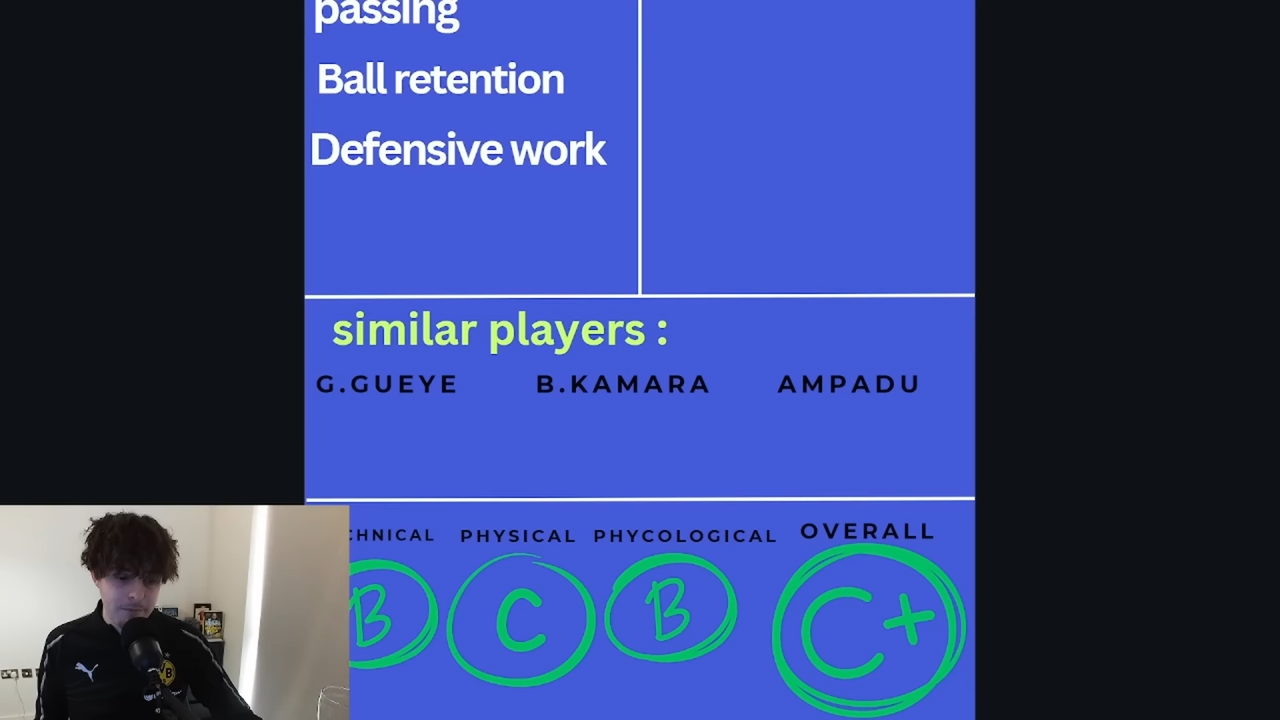 passing
Ball retention
Defensive work
similar players :
G.GUEYE B.KAMARA AMPADU
CHNICAL PHYSICAL PHYCOLOGICAL OVERALL
B C B C+